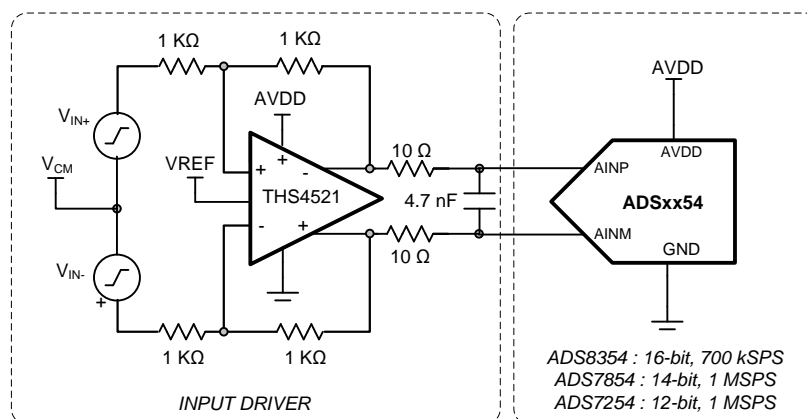 1 KΩ
1 KΩ
AVDD
AVDD
VIN+
VCM
VREF
+
+
-
THS4521
-
+
10 Ω
4.7 nF
10 Ω
AINP
AVDD
ADSxx54
AINM
GND
VIN-
+
1 KΩ
1 KΩ
INPUT DRIVER
ADS8354 : 16-bit, 700 kSPS
ADS7854 : 14-bit, 1 MSPS
ADS7254 : 12-bit, 1 MSPS